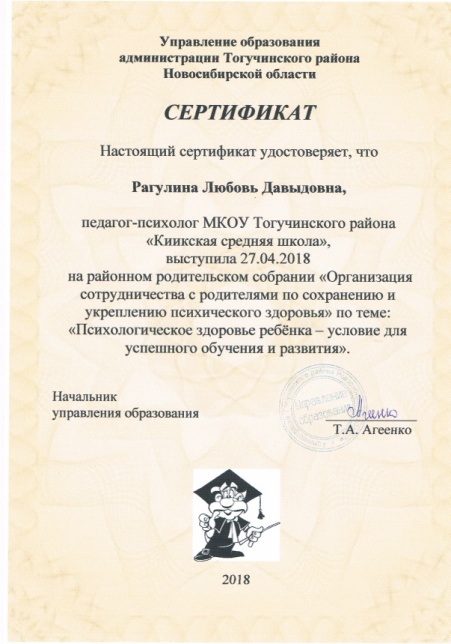 Управление образования
администрации Тогучинского района
Новосибирской области
СЕРТИФИКАТ
Настоящий сертификат удостоверяет, что
Рагулина Любовь Давыдовна,
педагог-психолог МКОУ Тогучинского района
«Киикская средняя школа»,
выступила 27.04.2018
на районном родительском собрании «Организация
сотрудничества с родителями по сохранению и
укреплению психического здоровья» по теме:
«Психологическое здоровье ребёнка – условие для
успешного обучения и развития».
Начальник
управления образования
Управление
образования
Т.А. Агеенко
2018